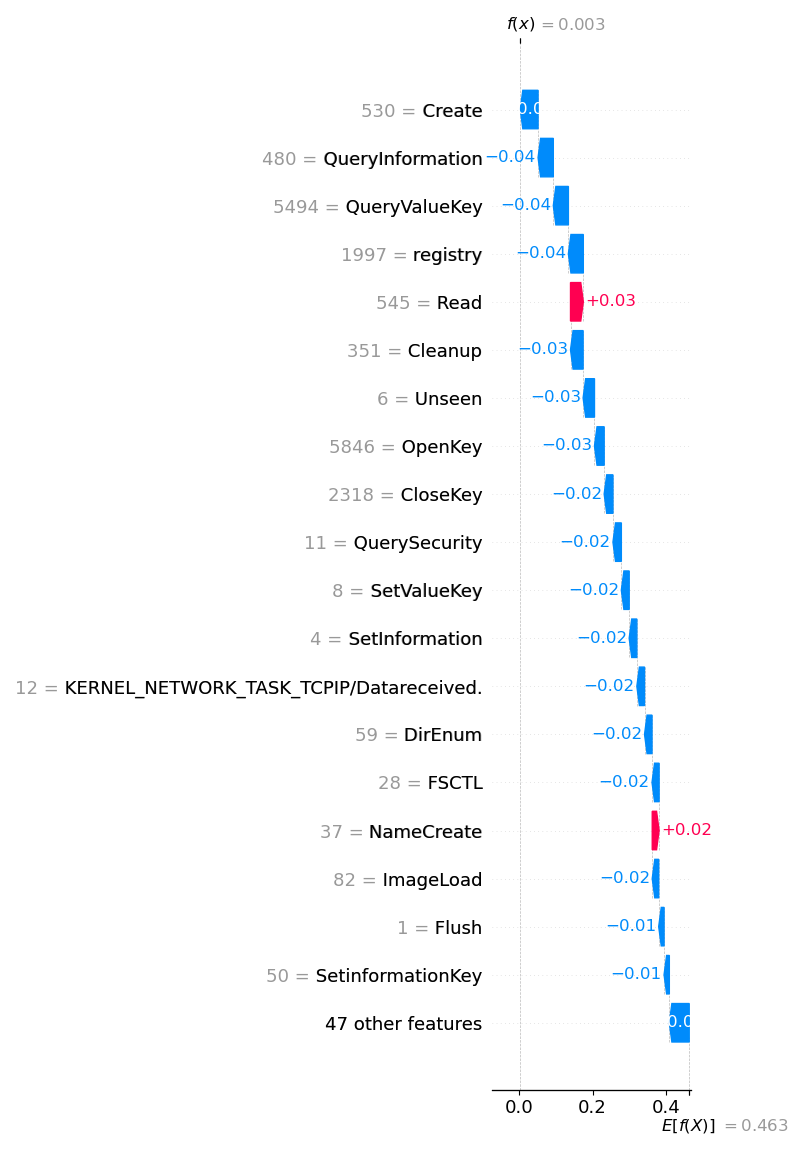 f(x) = 0.003
530 = Create
480 = QueryInformation −0.04
5494 = QueryValueKey −0.04
1997 = registry −0.04
545 = Read +0.03
351 = Cleanup −0.03
6 = Unseen −0.03
5846 = OpenKey −0.03
2318 = CloseKey −0.02
11 = QuerySecurity −0.02
8 = SetValueKey −0.02
4 = SetInformation −0.02
12 = KERNEL_NETWORK_TASK_TCPIP/Datareceived. −0.02
59 = DirEnum −0.02
28 = FSCTL −0.02
37 = NameCreate +0.02
82 = ImageLoad −0.02
1 = Flush −0.01
50 = SetinformationKey −0.01
47 other features
0.0 0.2 0.4
E[f(X)] = 0.463